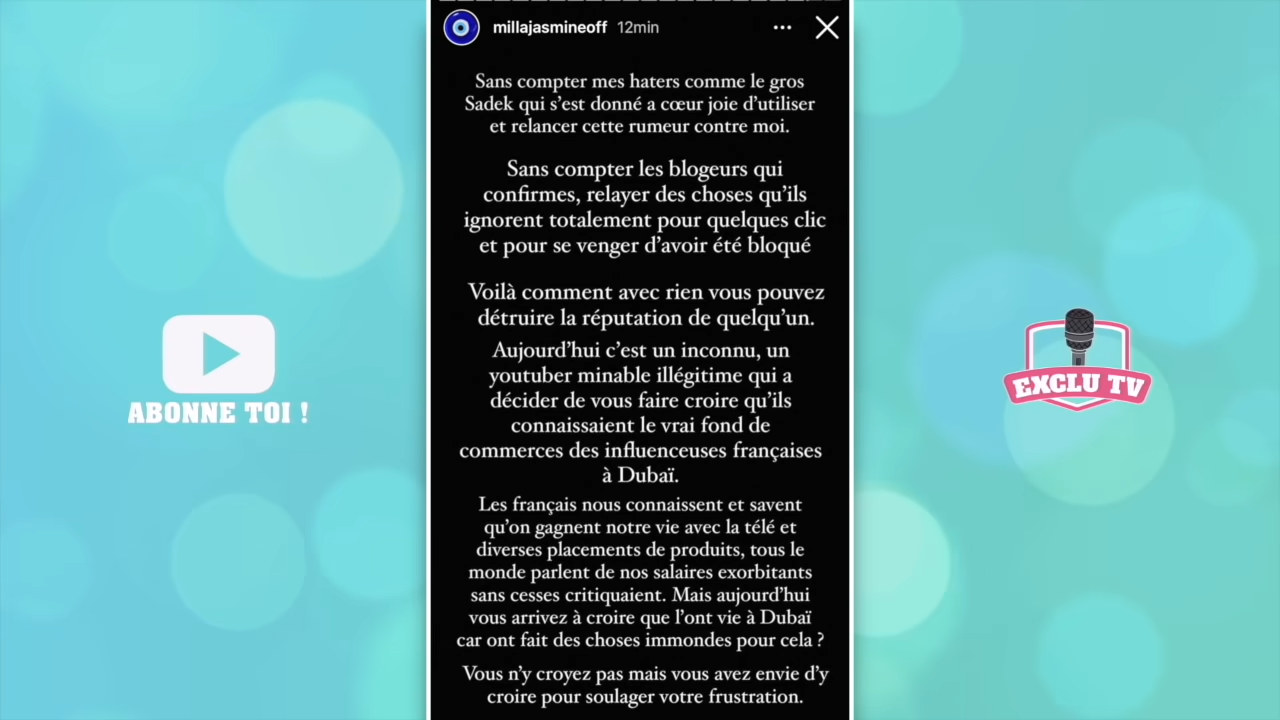 millajasmineoff 12min
Sans compter mes haters comme le gros
Sadek qui s'est donné a cœur joie d'utiliser
et relancer cette rumeur contre moi.
Sans compter les blogeurs qui
confirmes, relayer des choses qu'ils
ignorent totalement pour quelques clic
et pour se venger d'avoir été bloqué
Voilà comment avec rien vous pouvez
détruire la réputation de quelqu'un.
Aujourd'hui c'est un inconnu, un
youtuber minable illégitime qui a
décider de vous faire croire qu'ils
connaissaient le vrai fond de
commerces des influenceuses françaises
à Dubaï.
Les français nous connaissent et savent
qu'on gagnent notre vie avec la télé et
diverses placements de produits, tous le
monde parlent de nos salaires exorbitants
sans cesses critiquaient. Mais aujourd'hui
vous arrivez à croire que l'ont vie à Dubaï
car ont fait des choses immondes pour cela ?
Vous n'y croyez pas mais vous avez envie d'y
croire pour soulager votre frustration.
ABONNE TOI !
EXCLU TV